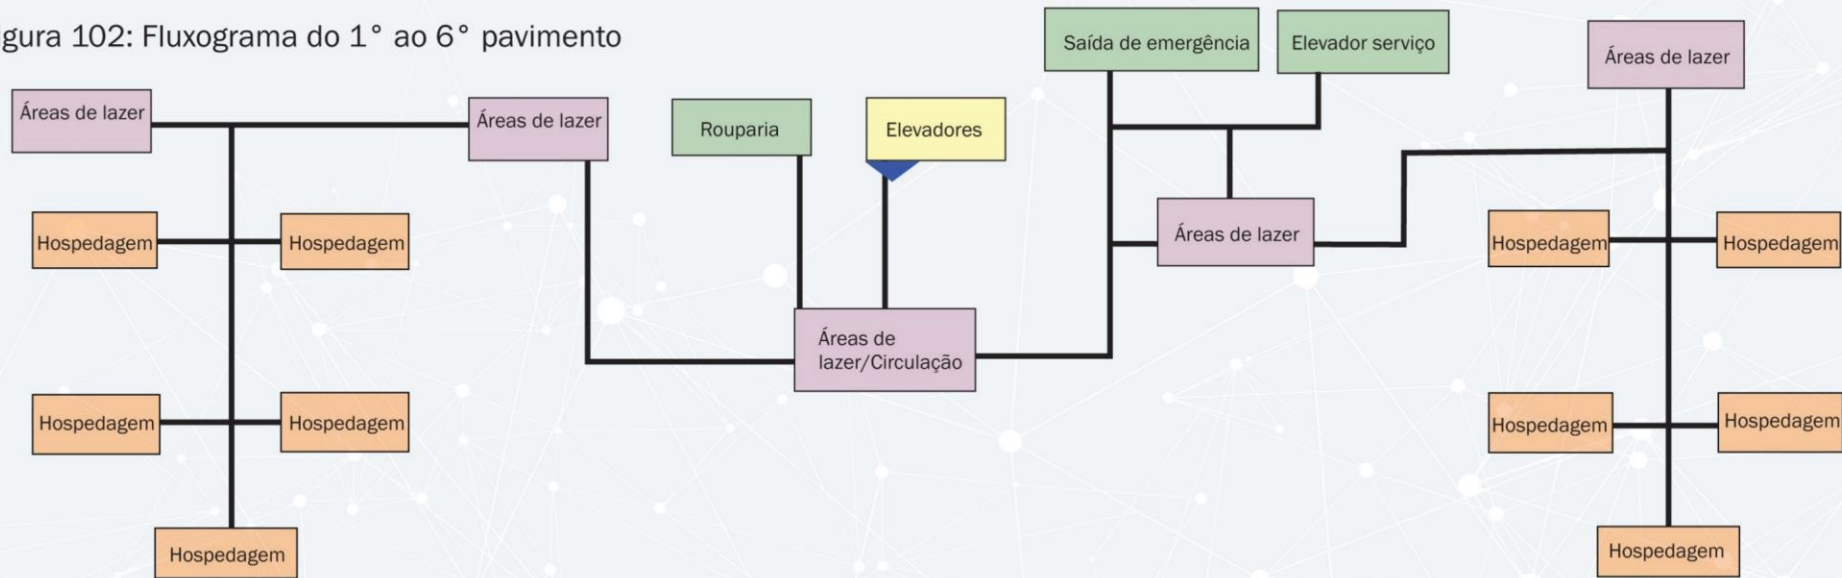 igura 102: Fluxograma do 1° ao 6° pavimento
Saída de emergência
Elevador serviço
Áreas de lazer
Áreas de lazer
Áreas de lazer
Rouparia
Elevadores
Áreas de lazer
Hospedagem
Hospedagem
Hospedagem
Hospedagem
Áreas de
lazer/Circulação
Hospedagem
Hospedagem
Hospedagem
Hospedagem
Hospedagem
Hospedagem